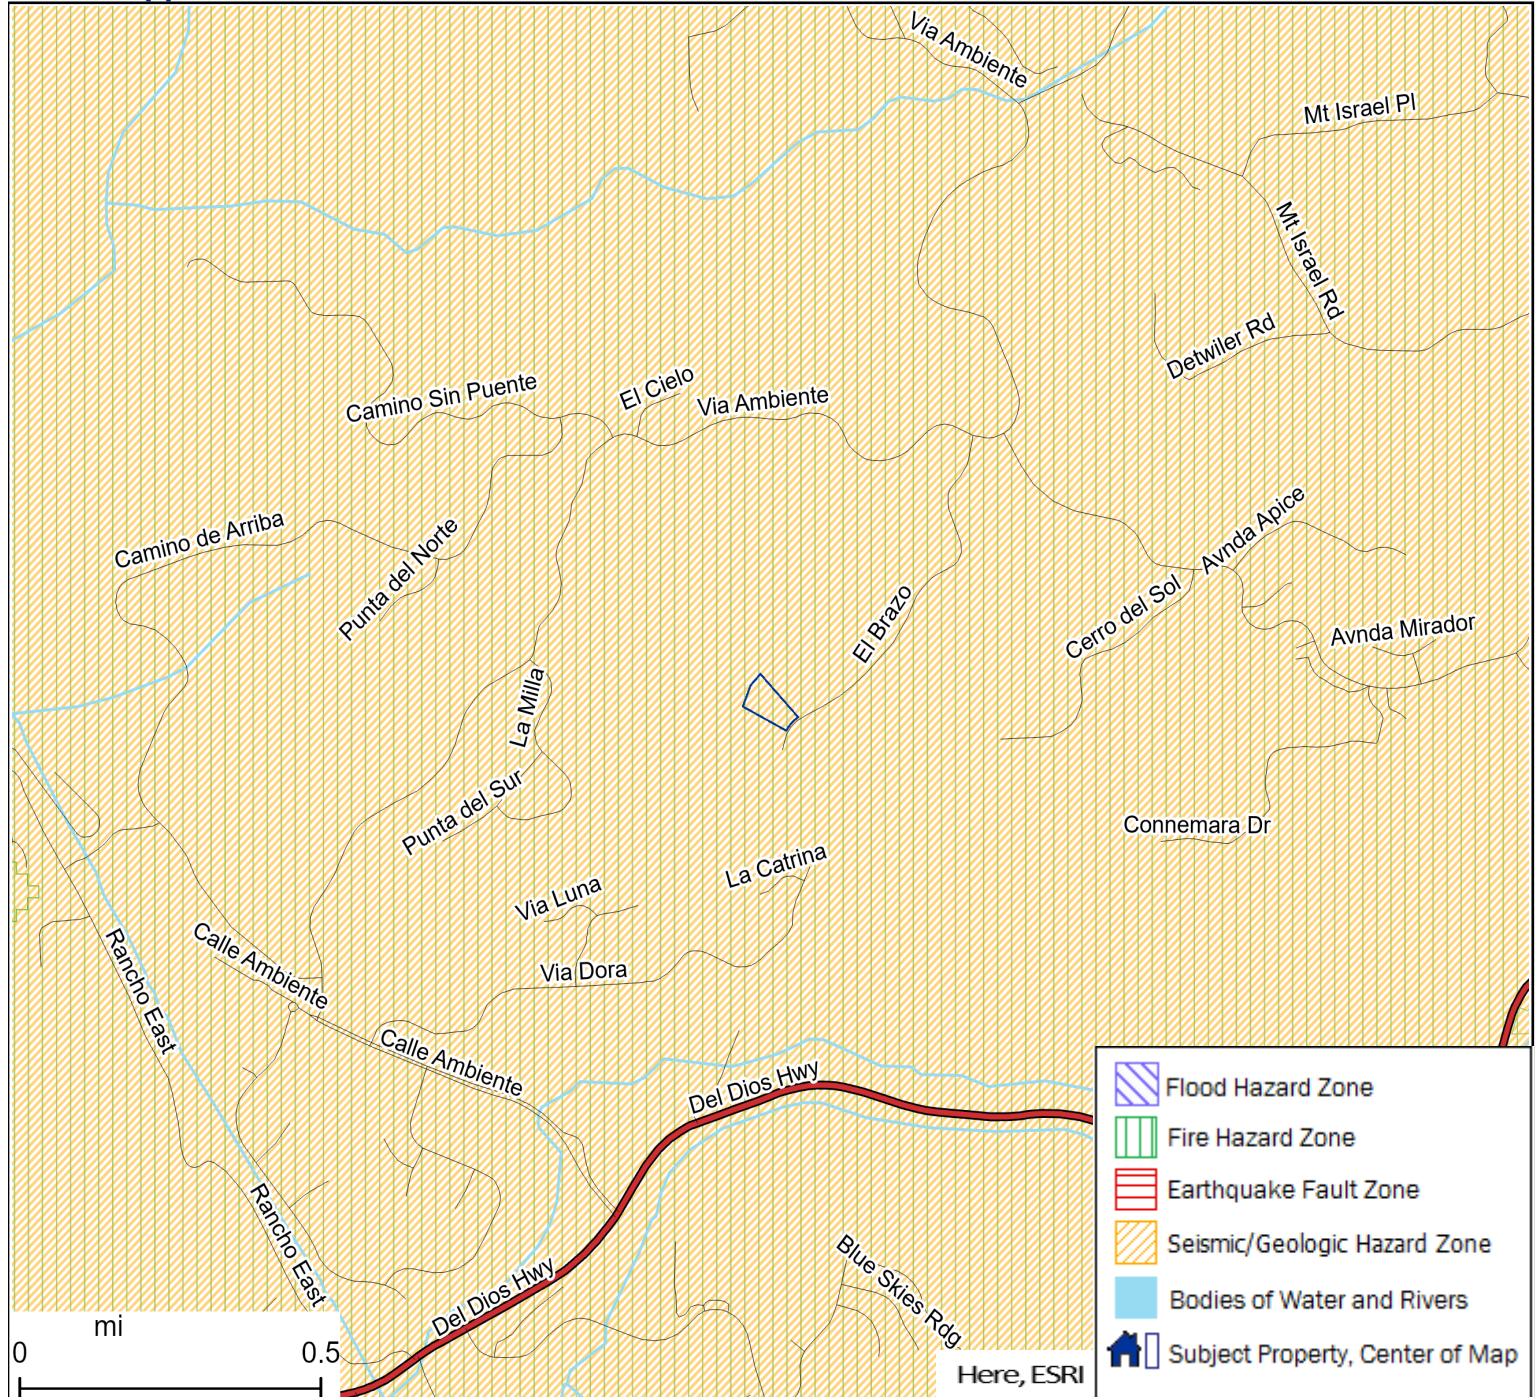 Via Ambiente
Mt Israel Pl
Mt Israel Rd
Detwiler Rd
Camino Sin Puente
El Cielo
Via Ambiente
Camino de Arriba
Punta del Norte
Avnda Apice
El Brazo
Cerro del Sol
Avnda Mirador
La Milla
Punta del Sur
Connemara Dr
La Catrina
Via Luna
Via Dora
Calle Ambiente
Rancho East
Calle Ambiente
Del Dios Hwy
Rancho East
Del Dios Hwy
Blue Skies Rdg
Flood Hazard Zone
Fire Hazard Zone
Earthquake Fault Zone
Seismic/Geologic Hazard Zone
Bodies of Water and Rivers
Subject Property, Center of Map
mi
0 0.5
Here, ESRI